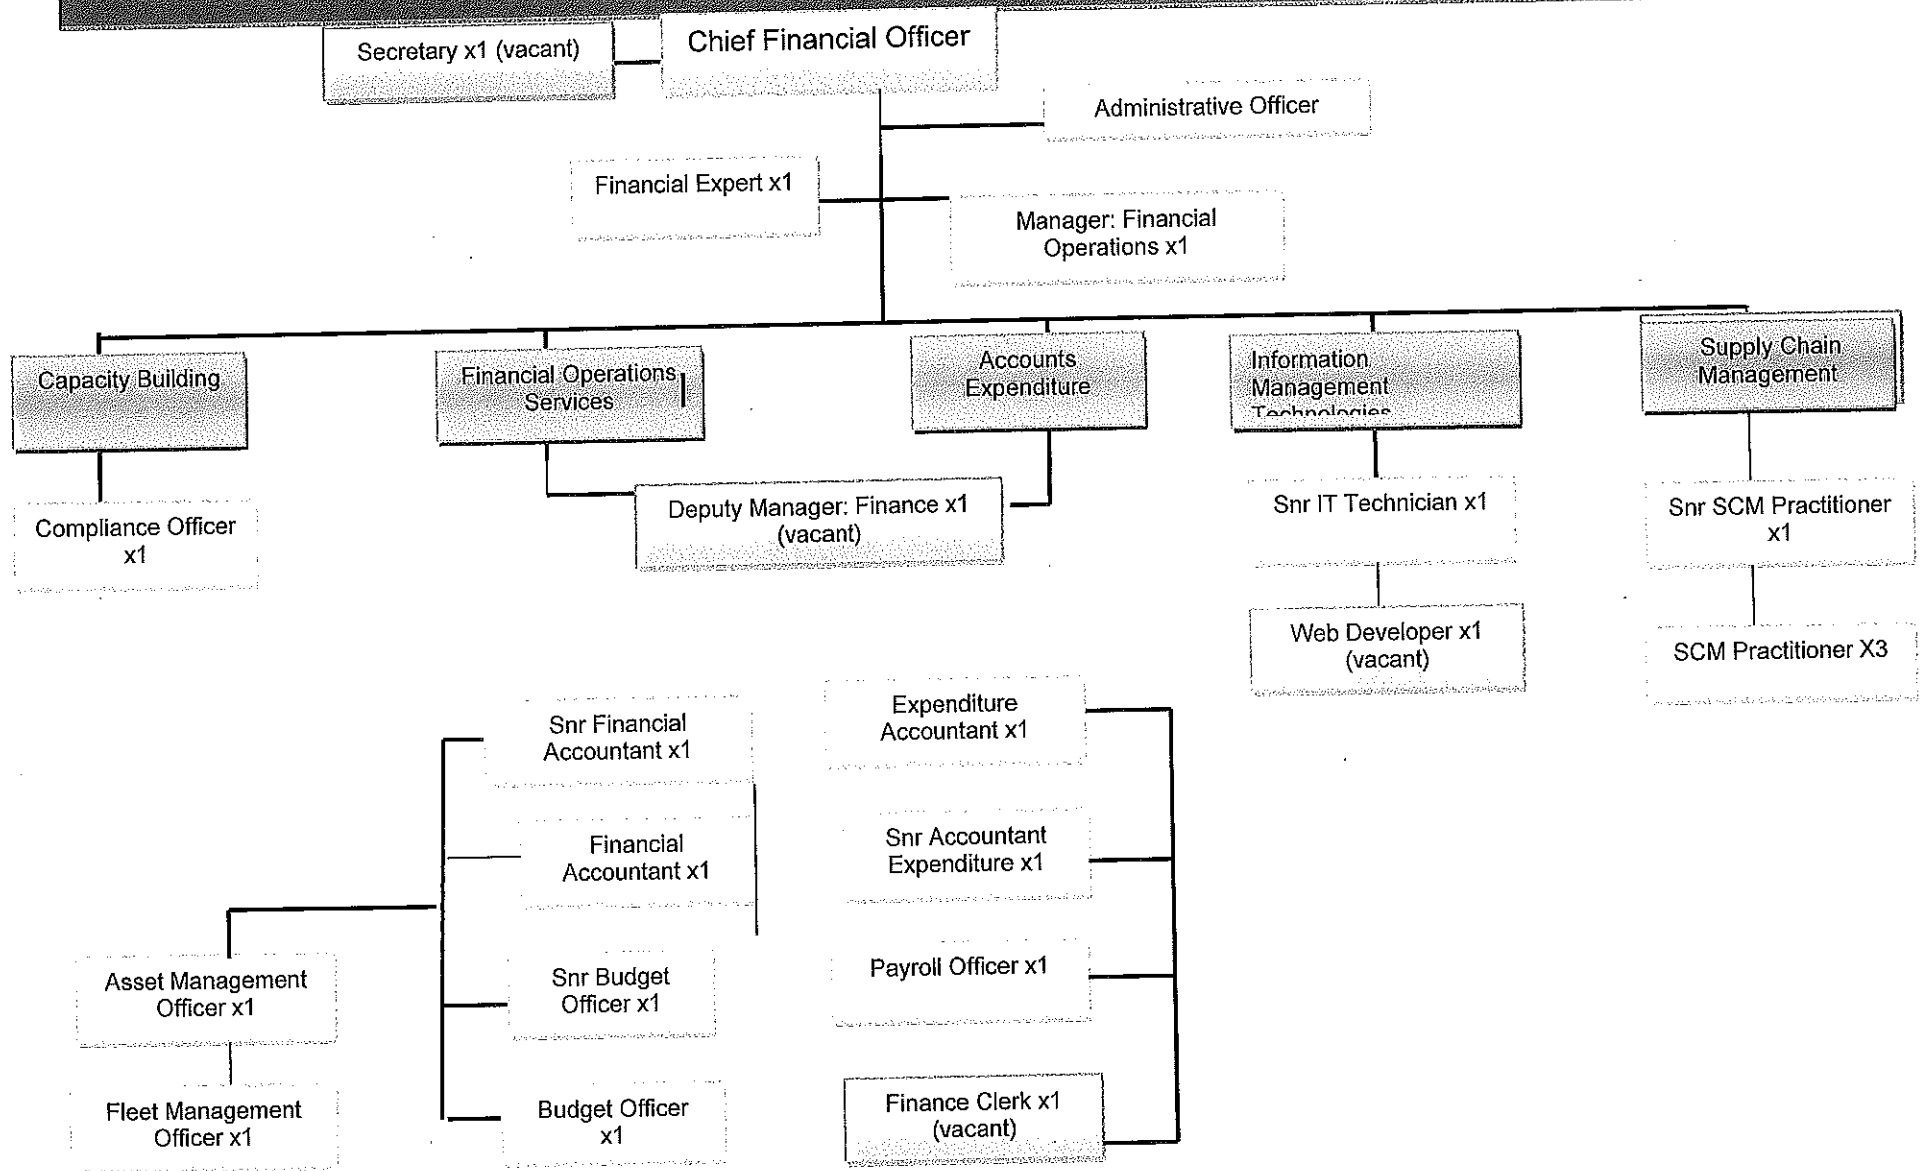 Secretary x1 (vacant)
Chief Financial Officer
Administrative Officer
Financial Expert x1
Manager: Financial
Operations x1
Capacity Building
Financial Operations
Services
Accounts
Expenditure
Information
Management
Technologies
Supply Chain
Management
Compliance Officer
x1
Deputy Manager: Finance x1
(vacant)
Snr IT Technician x1
Snr SCM Practitioner
x1
Web Developer x1
(vacant)
SCM Practitioner X3
Snr Financial
Accountant x1
Expenditure
Accountant x1
Financial
Accountant x1
Snr Accountant
Expenditure x1
Asset Management
Officer x1
Snr Budget
Officer x1
Payroll Officer x1
Fleet Management
Officer x1
Budget Officer
x1
Finance Clerk x1
(vacant)